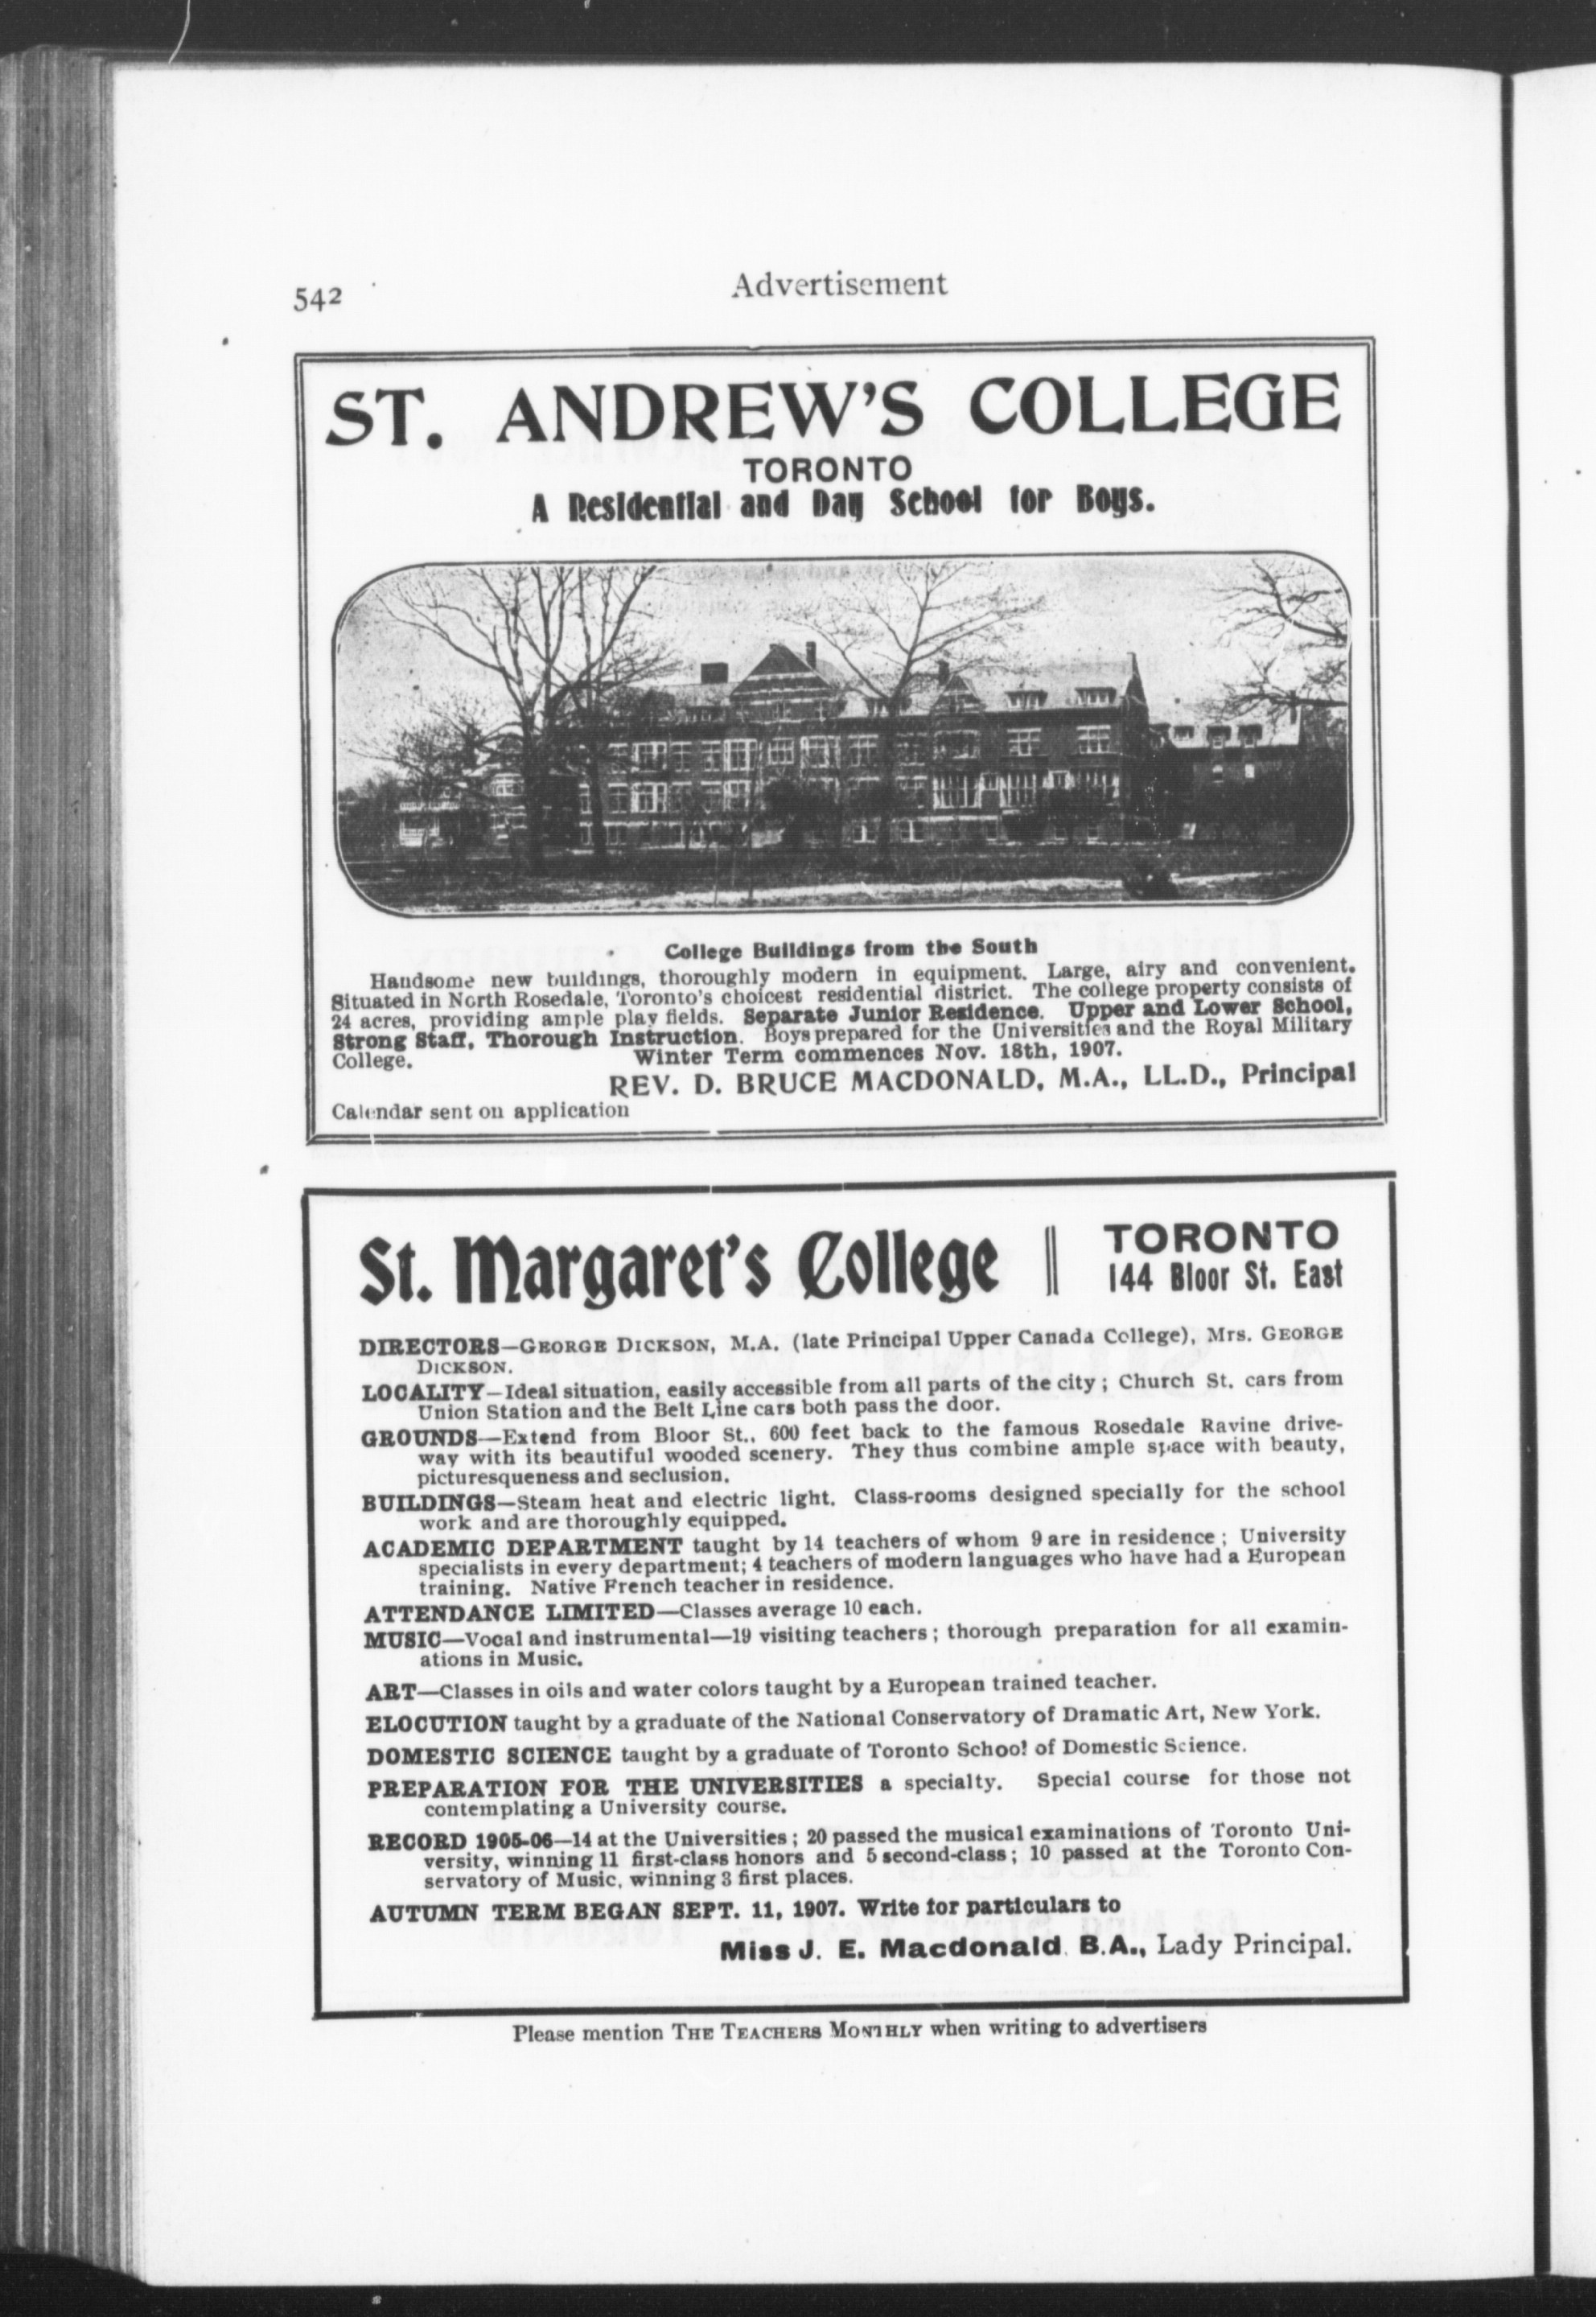 542
Advertisement
ST. ANDREW'S COLLEGE
TORONTO
A Residential and Day School for Boys.
College Buildings from the South
Handsome new buildings, thoroughly modern in equipment. Large, airy and convenient.
Situated in North Rosedale, Toronto's choicest residential district. The college property consists of
24 acres, providing ample play fields. Separate Junior Residence. Upper and Lower School,
Strong Staff, Thorough Instruction. Boys prepared for the Universities and the Royal Military
College. Winter Term commences Nov. 18th, 1907.
REV. D. BRUCE MACDONALD, M.A., LL.D., Principal
Calendar sent on application
St. Margaret's College
TORONTO
144 Bloor St. East
DIRECTORS—GEORGE DICKSON, M.A. (late Principal Upper Canada College), Mrs. GEORGE
DICKSON.
LOCALITY—Ideal situation, easily accessible from all parts of the city; Church St. cars from
Union Station and the Belt Line cars both pass the door.
GROUNDS—Extend from Bloor St., 600 feet back to the famous Rosedale Ravine drive-
way with its beautiful wooded scenery. They thus combine ample space with beauty,
picturesqueness and seclusion.
BUILDINGS—Steam heat and electric light. Class-rooms designed specially for the school
work and are thoroughly equipped.
ACADEMIC DEPARTMENT taught by 14 teachers of whom 9 are in residence; University
specialists in every department; 4 teachers of modern languages who have had a European
training. Native French teacher in residence.
ATTENDANCE LIMITED—Classes average 10 each.
MUSIC—Vocal and instrumental—19 visiting teachers; thorough preparation for all examin-
ations in Music.
ART—Classes in oils and water colors taught by a European trained teacher.
ELOCUTION taught by a graduate of the National Conservatory of Dramatic Art, New York.
DOMESTIC SCIENCE taught by a graduate of Toronto School of Domestic Science.
PREPARATION FOR THE UNIVERSITIES a specialty. Special course for those not
contemplating a University course.
RECORD 1905-06—14 at the Universities; 20 passed the musical examinations of Toronto Uni-
versity, winning 11 first-class honors and 5 second-class; 10 passed at the Toronto Con-
servatory of Music, winning 3 first places.
AUTUMN TERM BEGAN SEPT. 11, 1907. Write for particulars to
Miss J. E. Macdonald, B.A., Lady Principal.
Please mention THE TEACHERS MONTHLY when writing to advertisers